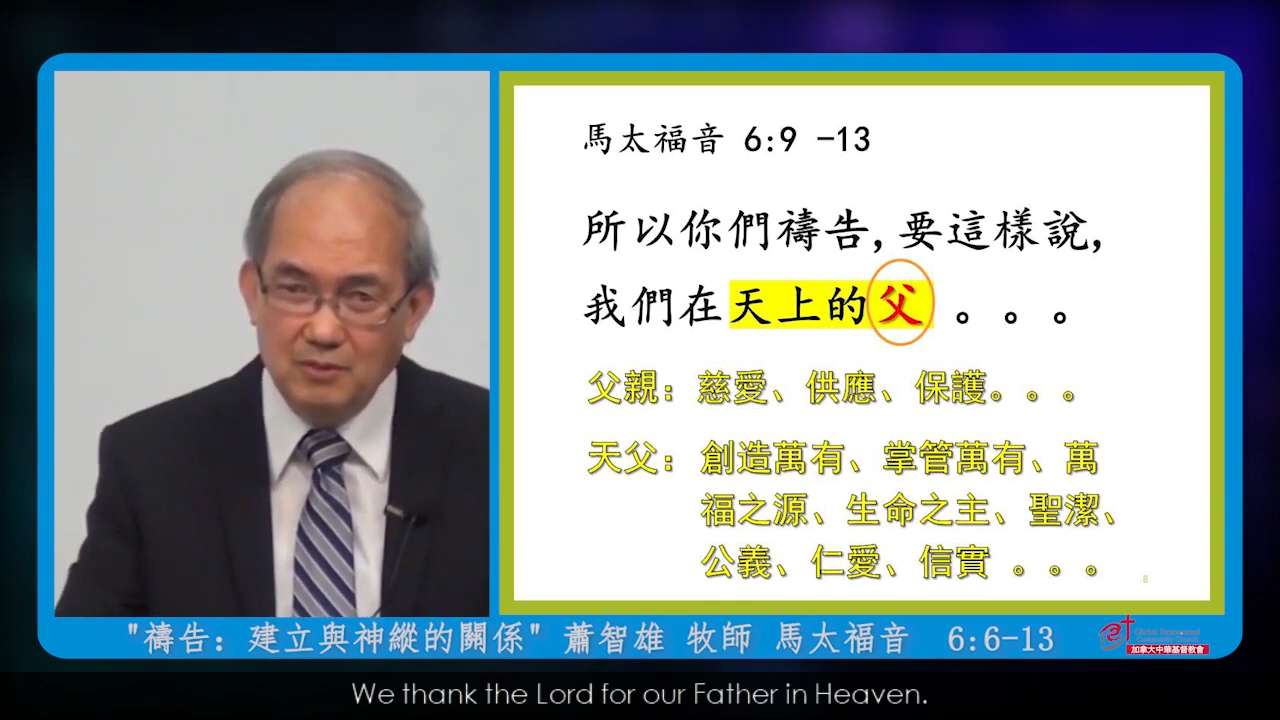 馬太福音 6:9 -13
所以你們禱告,要這樣說,
我們在天上的父 。。。
父親: 慈愛、供應、保護。。。
天父: 創造萬有、掌管萬有、萬
福之源、生命之主、聖潔、
公義、仁愛、信實 。。。
8
"禱告: 建立與神縱的關係" 蕭智雄 牧師 馬太福音 6:6-13
Community Church
加拿大中華基督教會
We thank the Lord for our Father in Heaven.